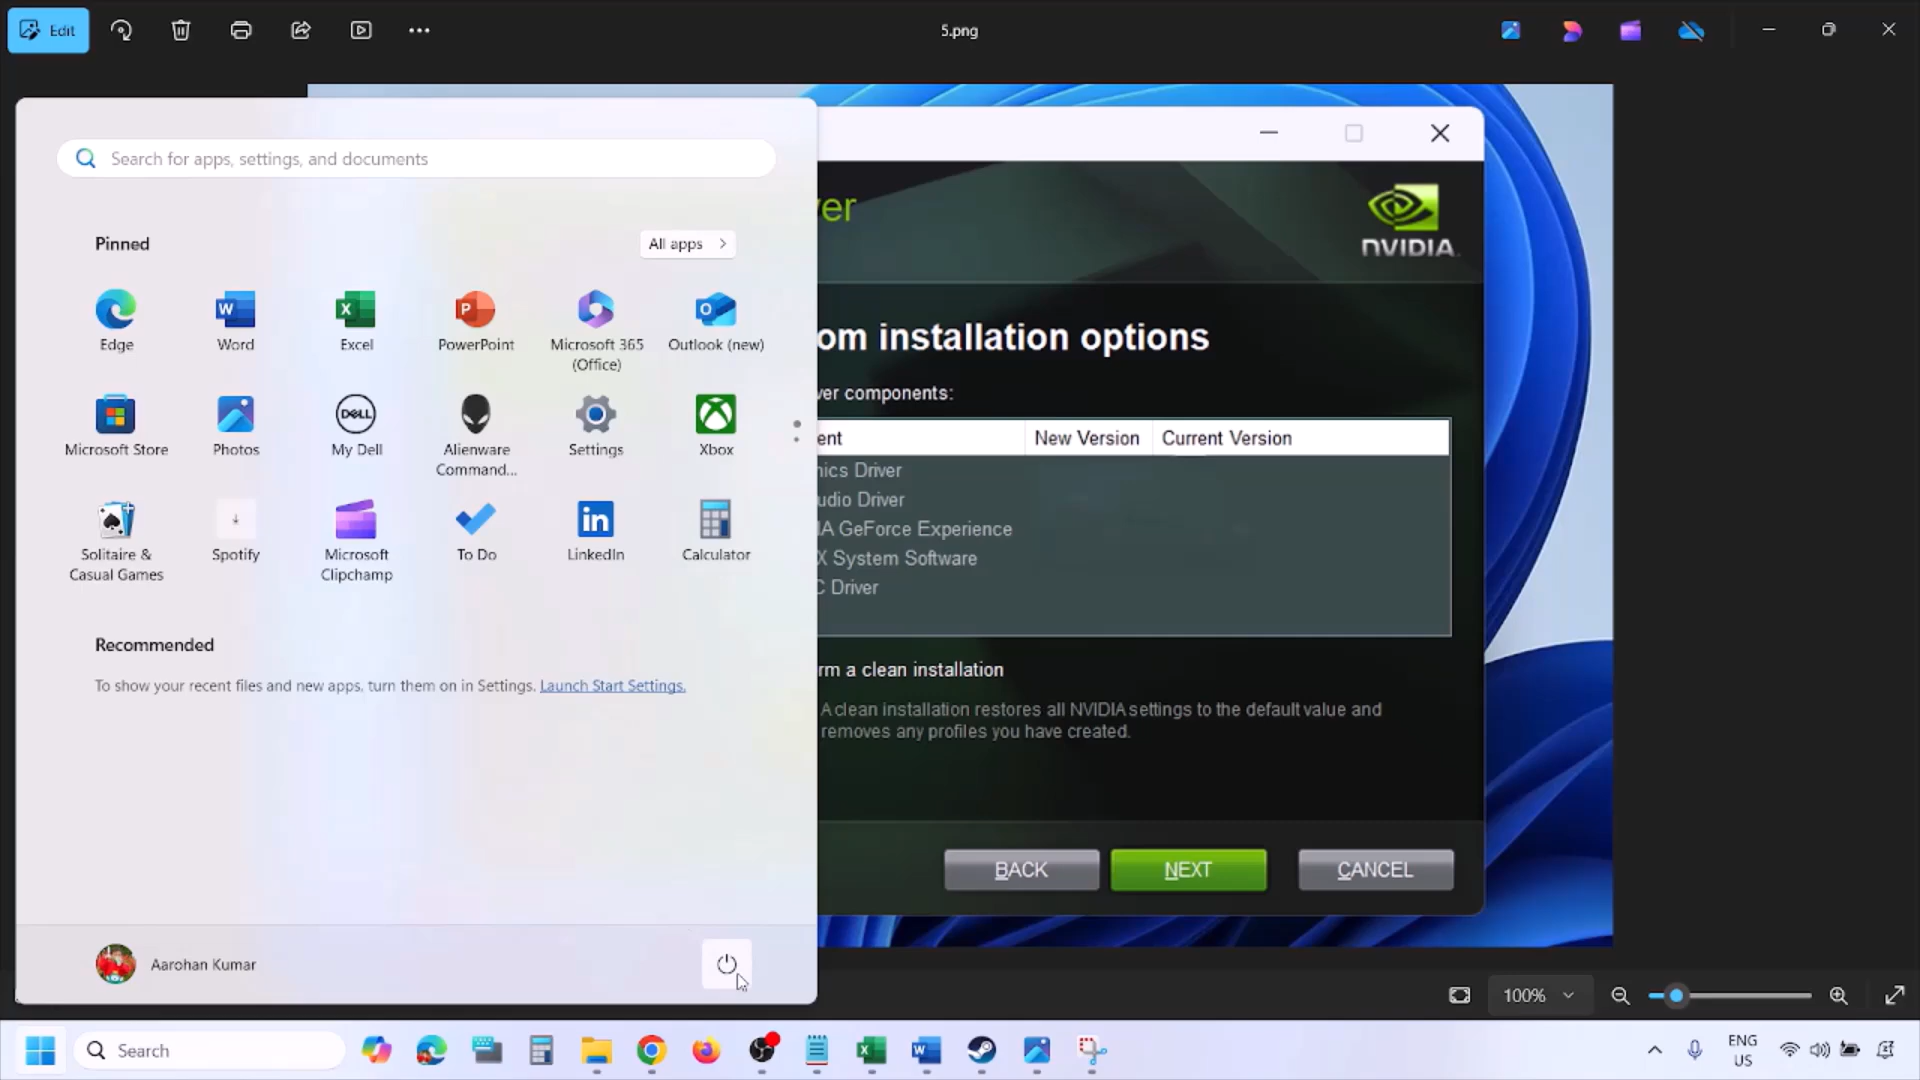 Edit
5.png
Search for apps, settings, and documents
Pinned
All apps
Edge
Word
Excel
PowerPoint
Microsoft 365
(Office)
Outlook (new)
Microsoft Store
Photos
My Dell
Alienware
Command...
Settings
Xbox
Solitaire &
Casual Games
Spotify
Microsoft
Clipchamp
To Do
LinkedIn
Calculator
Recommended
To show your recent files and new apps, turn them on in Settings. Launch Start Settings.
Aarohan Kumar
ver
NVIDIA
om installation options
ver components:
ent New Version Current Version
nics Driver
udio Driver
IA GeForce Experience
X System Software
C Driver
rm a clean installation
A clean installation restores all NVIDIA settings to the default value and
removes any profiles you have created.
BACK NEXT CANCEL
100%
Search
ENG
US